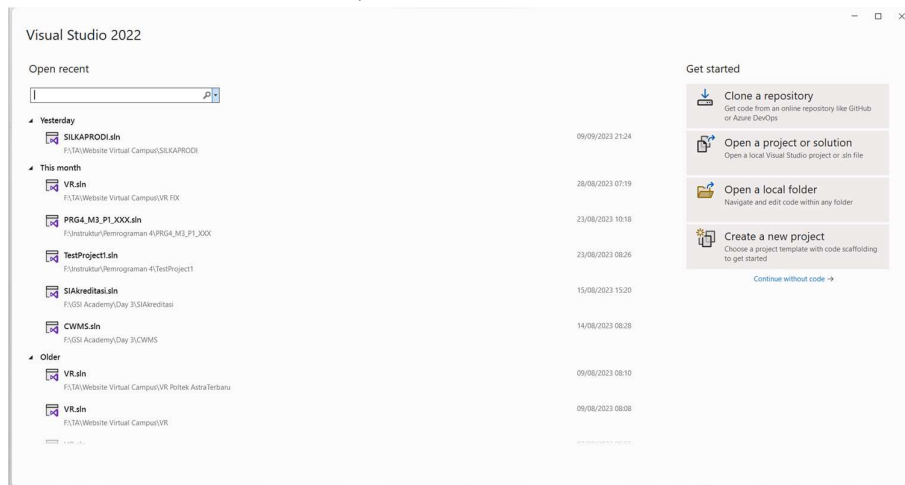 Visual Studio 2022
Open recent
Yesterday
SILKAPRODI.sln 09/09/2023 21:24
F:\TA\Website Virtual Campus\SILKAPRODI
This month
VR.sln 28/08/2023 07:19
F:\TA\Website Virtual Campus\VR FIX
PRG4_M3_P1_XXX.sln 23/08/2023 10:18
F:\Instruktur\Pemrograman 4\PRG4_M3_P1_XXX
TestProject1.sln 23/08/2023 08:26
F:\Instruktur\Pemrograman 4\TestProject1
SIAkreditasi.sln 15/08/2023 15:20
F:\GSI Academy\Day 3\SIAkreditasi
CWMS.sln 14/08/2023 08:28
F:\GSI Academy\Day 3\CWMS
Older
VR.sln 09/08/2023 08:10
F:\TA\Website Virtual Campus\VR Poltek AstraTerbaru
VR.sln 09/08/2023 08:08
F:\TA\Website Virtual Campus\VR
Get started
Clone a repository
Get code from an online repository like GitHub
or Azure DevOps
Open a project or solution
Open a local Visual Studio project or .sln file
Open a local folder
Navigate and edit code within any folder
Create a new project
Choose a project template with code scaffolding
to get started
Continue without code →